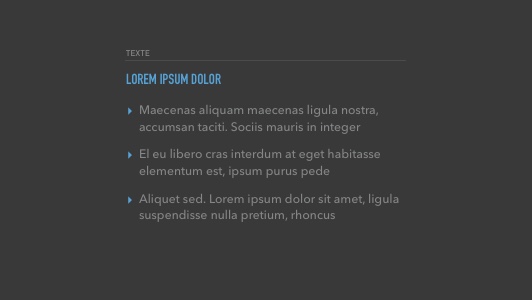 TEXTE
LOREM IPSUM DOLOR
Maecenas aliquam maecenas ligula nostra,
accumsan taciti. Sociis mauris in integer
El eu libero cras interdum at eget habitasse
elementum est, ipsum purus pede
Aliquet sed. Lorem ipsum dolor sit amet, ligula
suspendisse nulla pretium, rhoncus